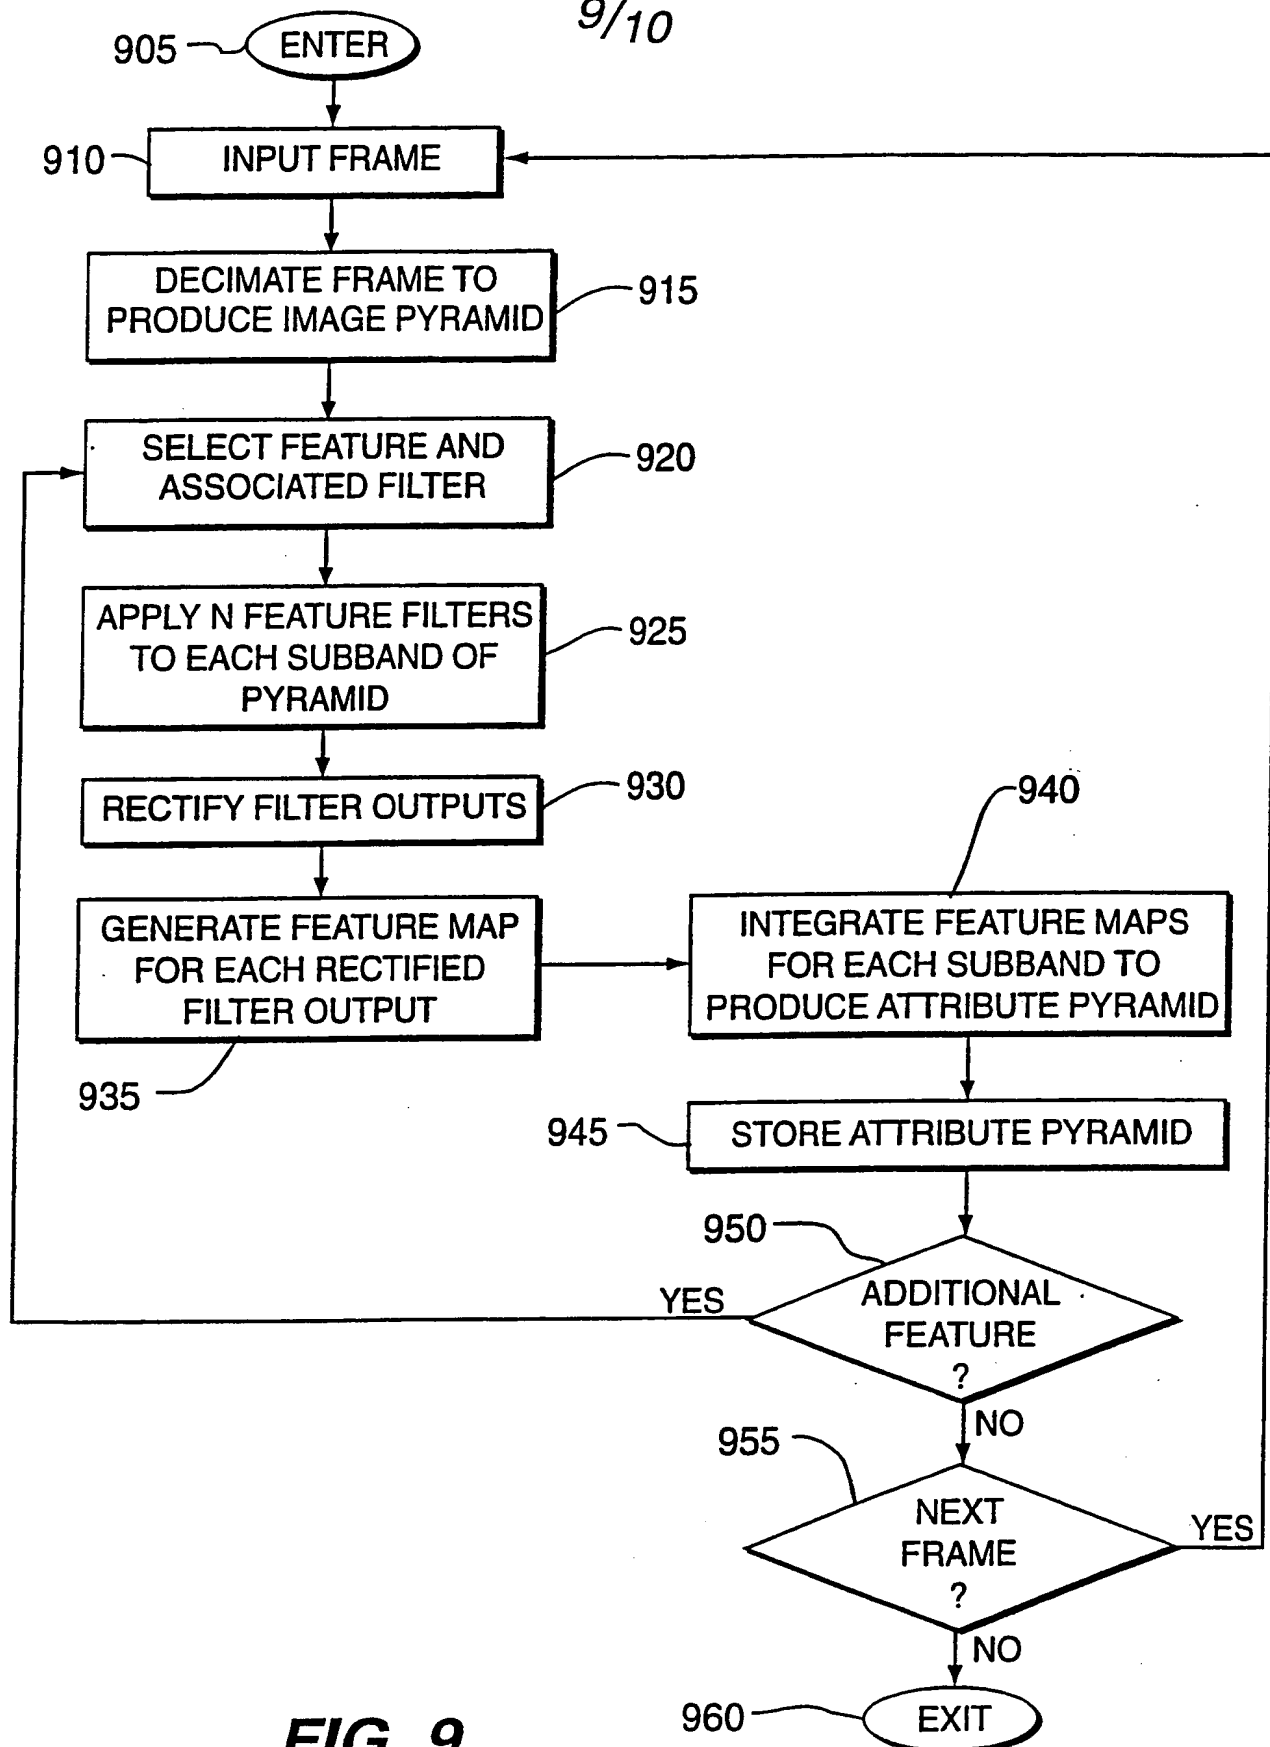 9/10
905
ENTER
910
INPUT FRAME
DECIMATE FRAME TO
PRODUCE IMAGE PYRAMID
915
SELECT FEATURE AND
ASSOCIATED FILTER
920
APPLY N FEATURE FILTERS
TO EACH SUBBAND OF
PYRAMID
925
RECTIFY FILTER OUTPUTS
930
GENERATE FEATURE MAP
FOR EACH RECTIFIED
FILTER OUTPUT
935
940
INTEGRATE FEATURE MAPS
FOR EACH SUBBAND TO
PRODUCE ATTRIBUTE PYRAMID
945
STORE ATTRIBUTE PYRAMID
950
ADDITIONAL
FEATURE
?
YES
NO
955
NEXT
FRAME
?
YES
NO
960
EXIT
FIG. 9